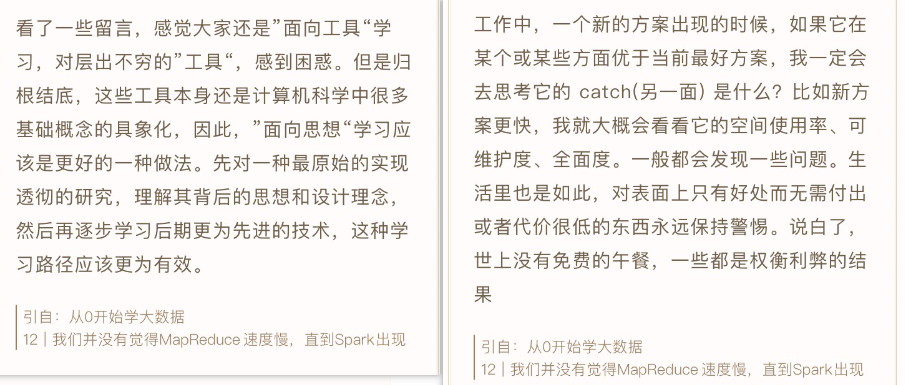 看了一些留言，感觉大家还是”面向工具“学
习，对层出不穷的”工具“，感到困惑。但是归
根结底，这些工具本身还是计算机科学中很多
基础概念的具象化，因此，”面向思想“学习应
该是更好的一种做法。先对一种最原始的实现
透彻的研究，理解其背后的思想和设计理念，
然后再逐步学习后期更为先进的技术，这种学
习路径应该更为有效。
引自：从0开始学大数据
12｜我们并没有觉得MapReduce 速度慢，直到Spark出现
工作中，一个新的方案出现的时候，如果它在
某个或某些方面优于当前最好方案，我一定会
去思考它的 catch(另一面) 是什么？比如新方
案更快，我就大概会看看它的空间使用率、可
维护度、全面度。一般都会发现一些问题。生
活里也是如此，对表面上只有好处而无需付出
或者代价很低的东西永远保持警惕。说白了，
世上没有免费的午餐，一些都是权衡利弊的结
果
引自：从0开始学大数据
12｜我们并没有觉得MapReduce 速度慢，直到Spark出现